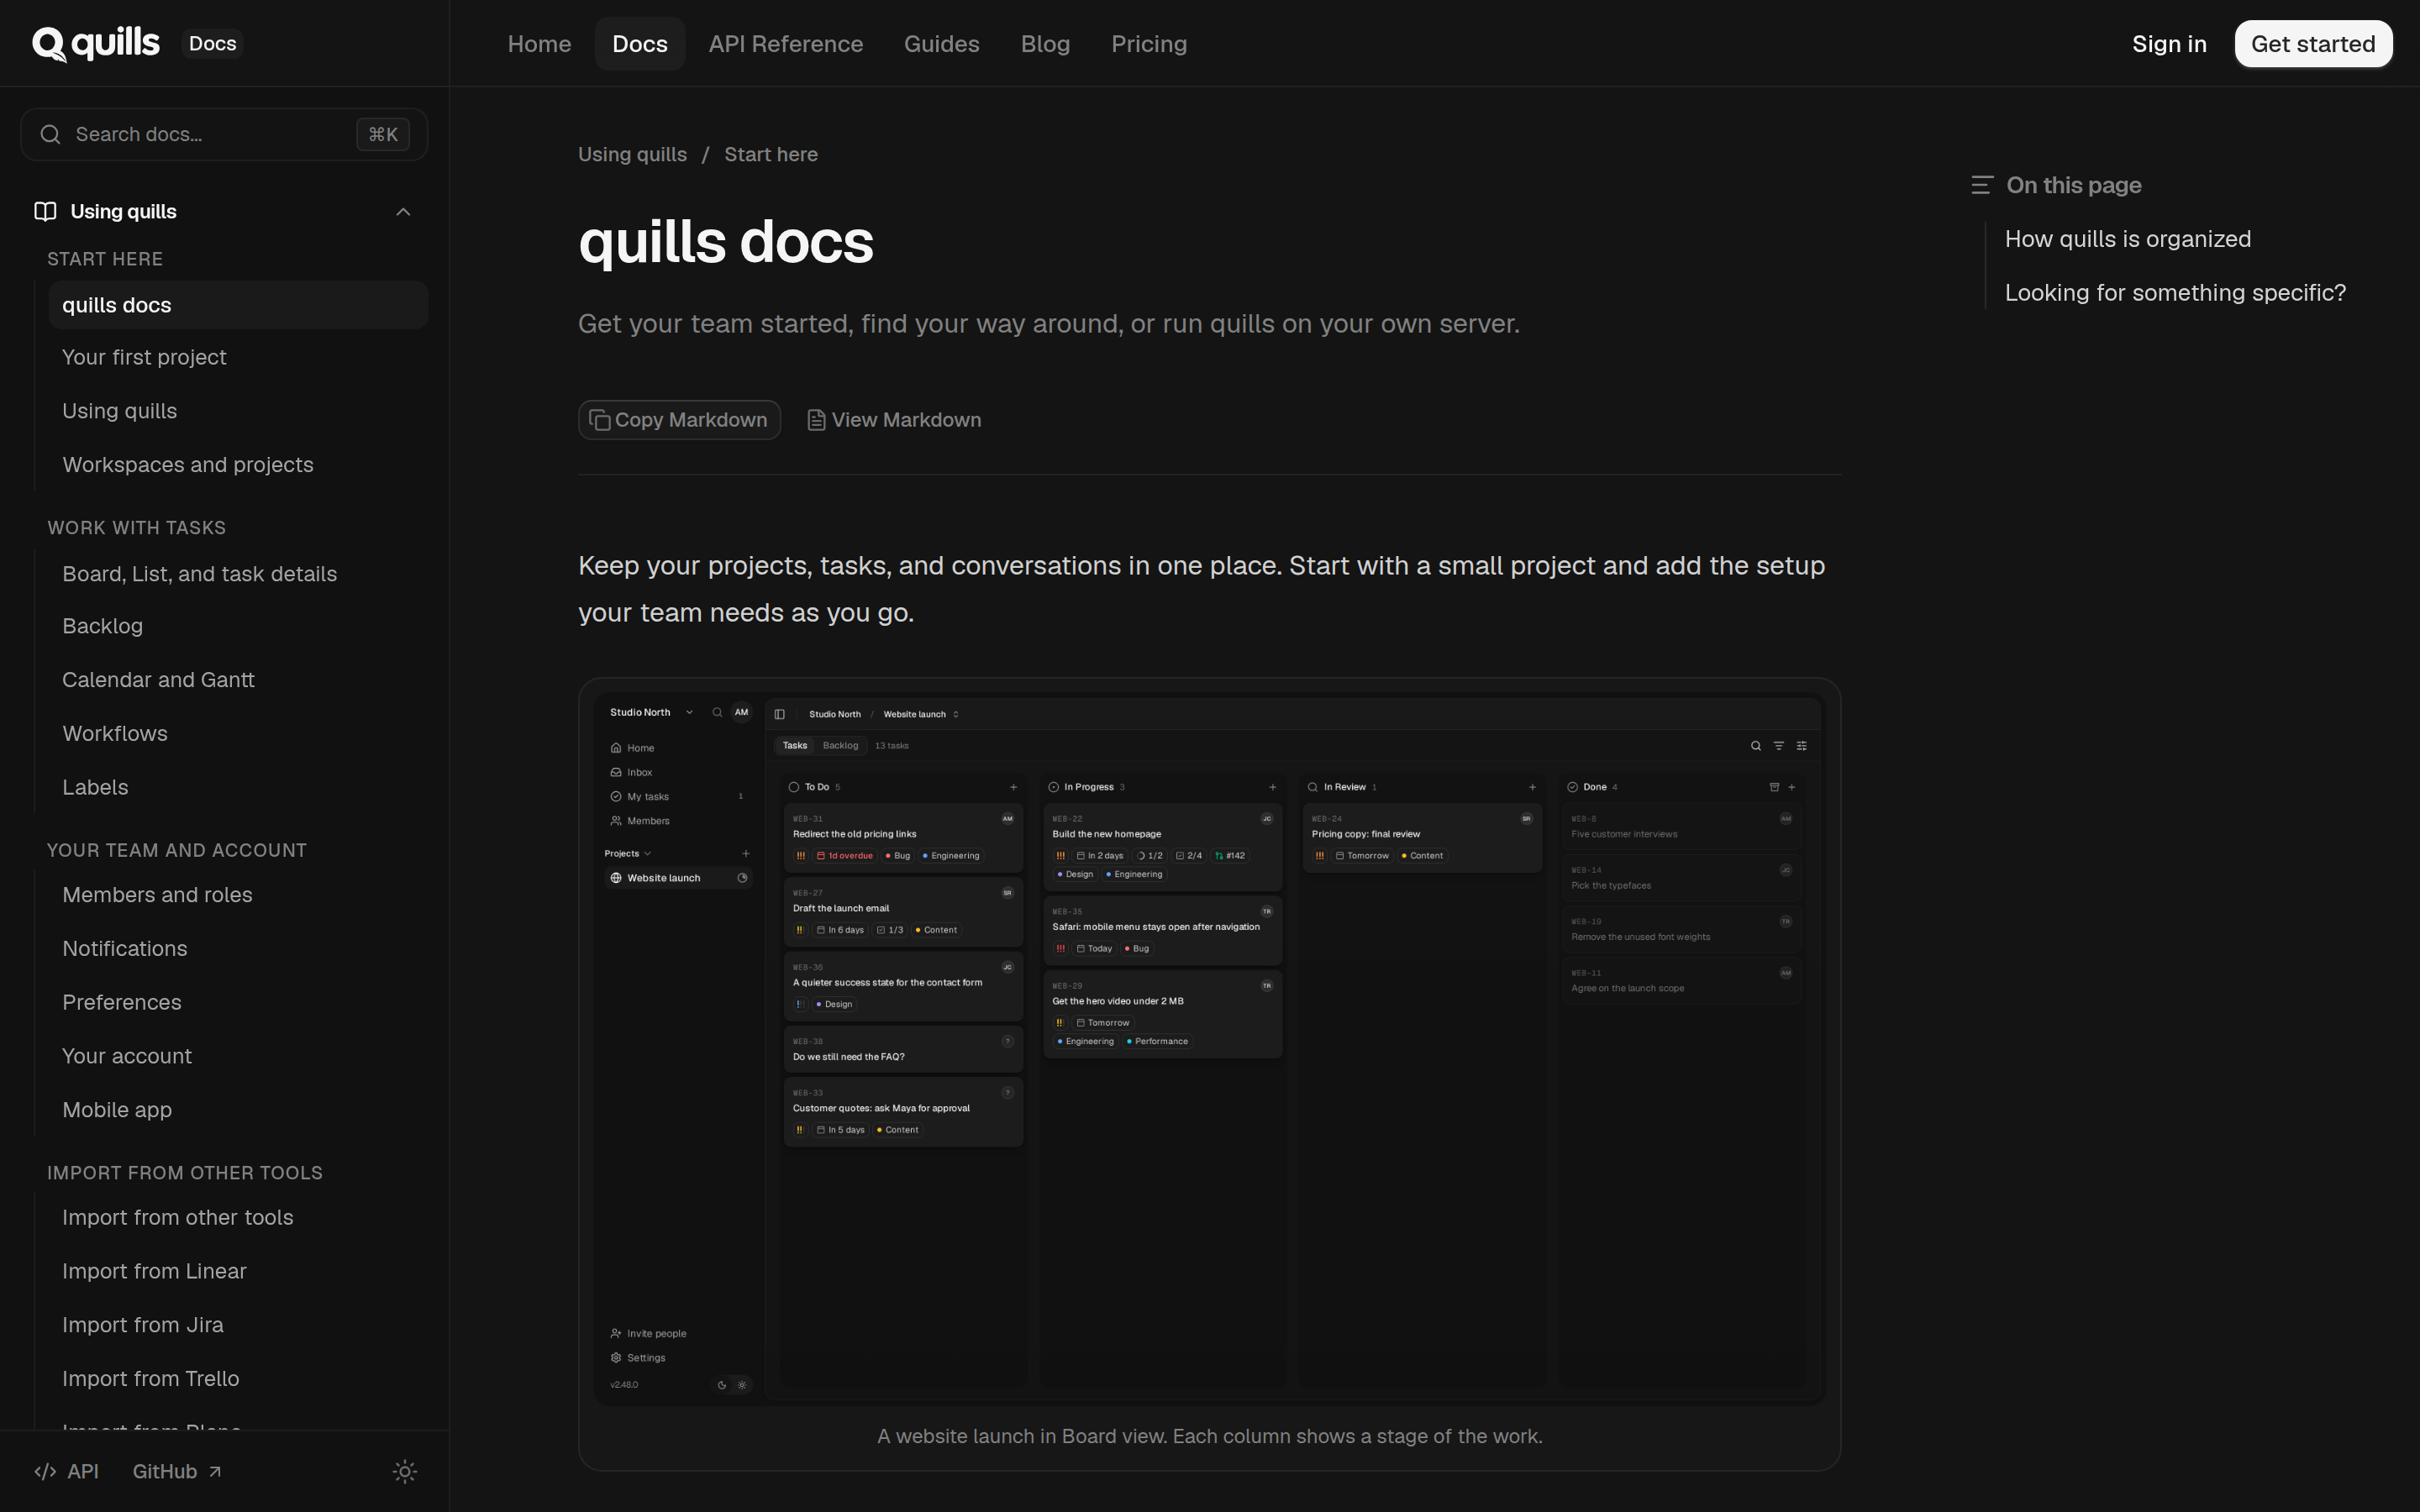 quills Docs
Home Docs API Reference Guides Blog Pricing
Sign in Get started
Search docs... ⌘K
Using quills
START HERE
quills docs
Your first project
Using quills
Workspaces and projects
WORK WITH TASKS
Board, List, and task details
Backlog
Calendar and Gantt
Workflows
Labels
YOUR TEAM AND ACCOUNT
Members and roles
Notifications
Preferences
Your account
Mobile app
IMPORT FROM OTHER TOOLS
Import from other tools
Import from Linear
Import from Jira
Import from Trello
API GitHub
Using quills / Start here
quills docs
Get your team started, find your way around, or run quills on your own server.
Copy Markdown View Markdown
Keep your projects, tasks, and conversations in one place. Start with a small project and add the setup
your team needs as you go.
Studio North AM
Home
Inbox
My tasks 1
Members
Projects
Website launch
Invite people
Settings
v2.48.0
Studio North / Website launch
Tasks Backlog 13 tasks
To Do 5
WEB-31 AM
Redirect the old pricing links
!!! 1d overdue Bug Engineering
WEB-27 SR
Draft the launch email
!! In 6 days 1/3 Content
WEB-36 JC
A quieter success state for the contact form
! Design
WEB-38 ?
Do we still need the FAQ?
WEB-33 ?
Customer quotes: ask Maya for approval
!! In 5 days Content
In Progress 3
WEB-22 JC
Build the new homepage
!!! In 2 days 1/2 2/4 #142
Design Engineering
WEB-35 TR
Safari: mobile menu stays open after navigation
!!! Today Bug
WEB-29 TR
Get the hero video under 2 MB
!! Tomorrow
Engineering Performance
In Review 1
WEB-24 SR
Pricing copy: final review
!!! Tomorrow Content
Done 4
WEB-8 AM
Five customer interviews
WEB-14 JC
Pick the typefaces
WEB-19 TR
Remove the unused font weights
WEB-11 AM
Agree on the launch scope
A website launch in Board view. Each column shows a stage of the work.
On this page
How quills is organized
Looking for something specific?